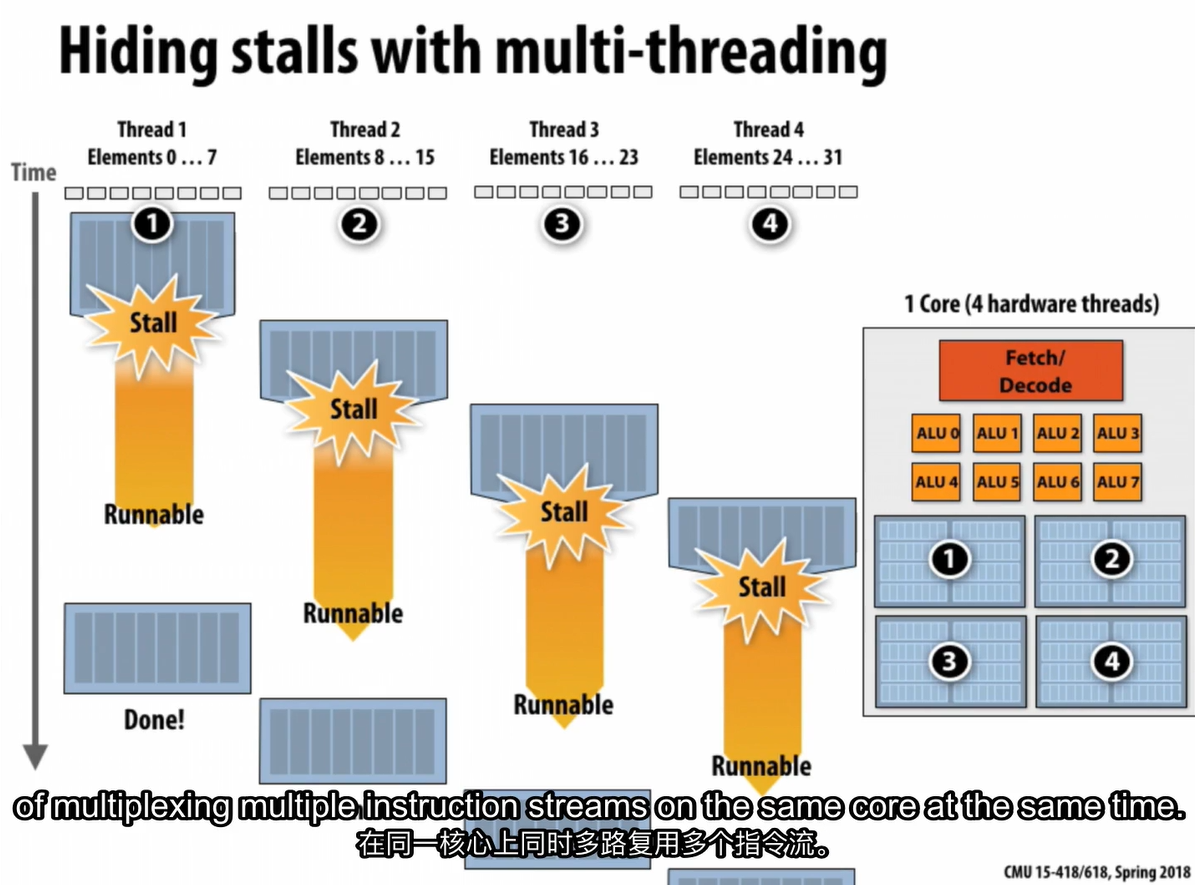 Hiding stalls with multi-threading
Thread 1
Elements 0 … 7
Thread 2
Elements 8 … 15
Thread 3
Elements 16 … 23
Thread 4
Elements 24 … 31
Time
1
2
3
4
Stall
Stall
Stall
Stall
Runnable
Runnable
Runnable
Runnable
Done!
1 Core (4 hardware threads)
Fetch/
Decode
ALU 0 ALU 1 ALU 2 ALU 3
ALU 4 ALU 5 ALU 6 ALU 7
1 2
3 4
of multiplexing multiple instruction streams on the same core at the same time.
在同一核心上同时多路复用多个指令流。
CMU 15-418/618, Spring 2018